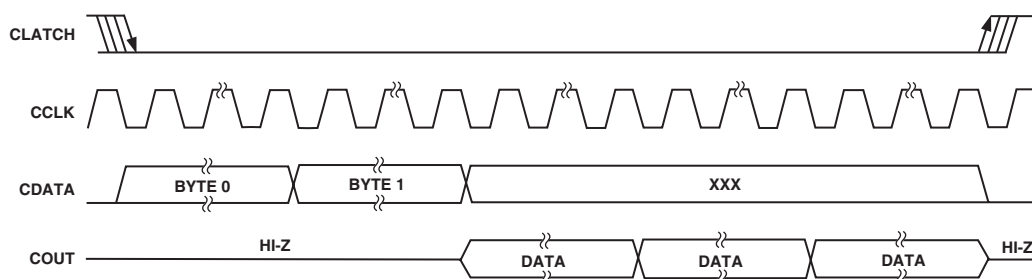 CLATCH
CCLK
CDATA
BYTE 0
BYTE 1
XXX
COUT
HI-Z
DATA
DATA
DATA
HI-Z